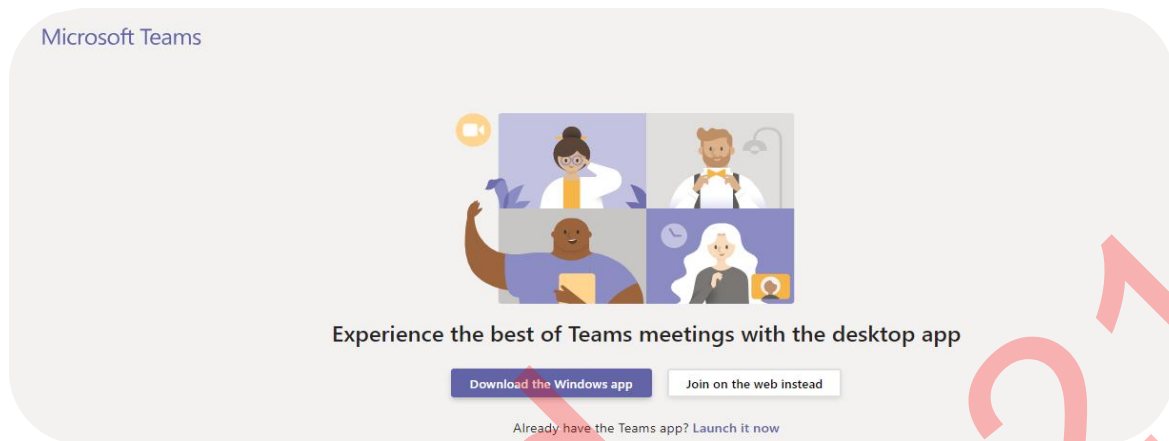 Microsoft Teams
Experience the best of Teams meetings with the desktop app
Download the Windows app
Join on the web instead
Already have the Teams app? Launch it now